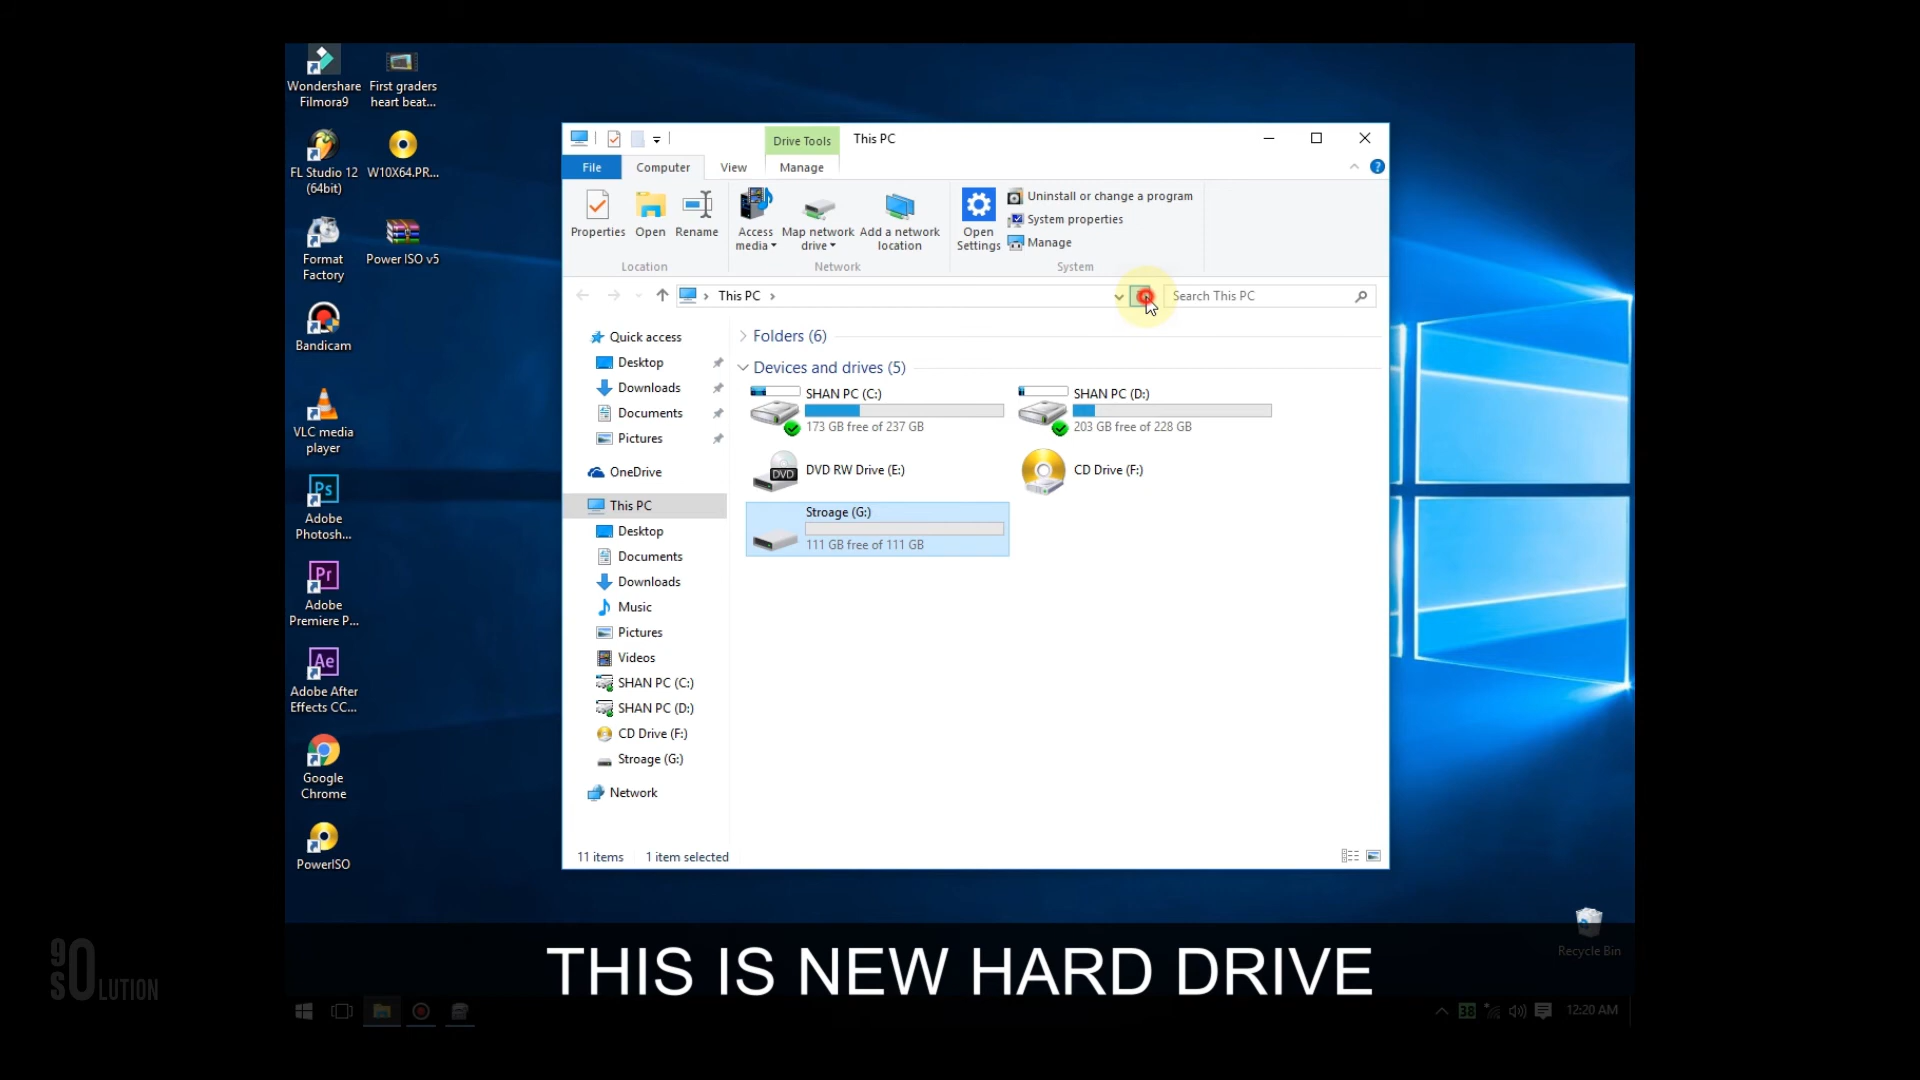 Wondershare Filmora9
First graders heart beat...
FL Studio 12 (64bit)
W10X64.PR...
Format Factory
Power ISO v5
Bandicam
VLC media player
Ps
Adobe Photosh...
Pr
Adobe Premiere P...
Ae
Adobe After Effects CC...
Google Chrome
PowerISO
Drive Tools
This PC
File
Computer
View
Manage
Properties
Open
Rename
Access media
Map network drive
Add a network location
Open Settings
Uninstall or change a program
System properties
Manage
Location
Network
System
This PC
Search This PC
Quick access
Desktop
Downloads
Documents
Pictures
OneDrive
This PC
Desktop
Documents
Downloads
Music
Pictures
Videos
SHAN PC (C:)
SHAN PC (D:)
CD Drive (F:)
Stroage (G:)
Network
Folders (6)
Devices and drives (5)
SHAN PC (C:)
173 GB free of 237 GB
SHAN PC (D:)
203 GB free of 228 GB
DVD
DVD RW Drive (E:)
CD Drive (F:)
Stroage (G:)
111 GB free of 111 GB
11 items
1 item selected
Recycle Bin
THIS IS NEW HARD DRIVE
90
SOLUTION
38
12:20 AM